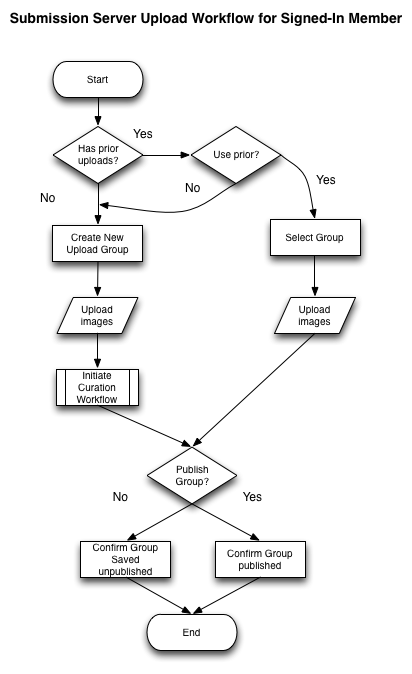 Submission Server Upload Workflow for Signed-In Member
Start
Has prior
uploads?
Yes
Use prior?
No
Yes
No
Create New
Upload Group
Select Group
Upload
images
Upload
images
Initiate
Curation
Workflow
Publish
Group?
No
Yes
Confirm Group
Saved
unpublished
Confirm Group
published
End